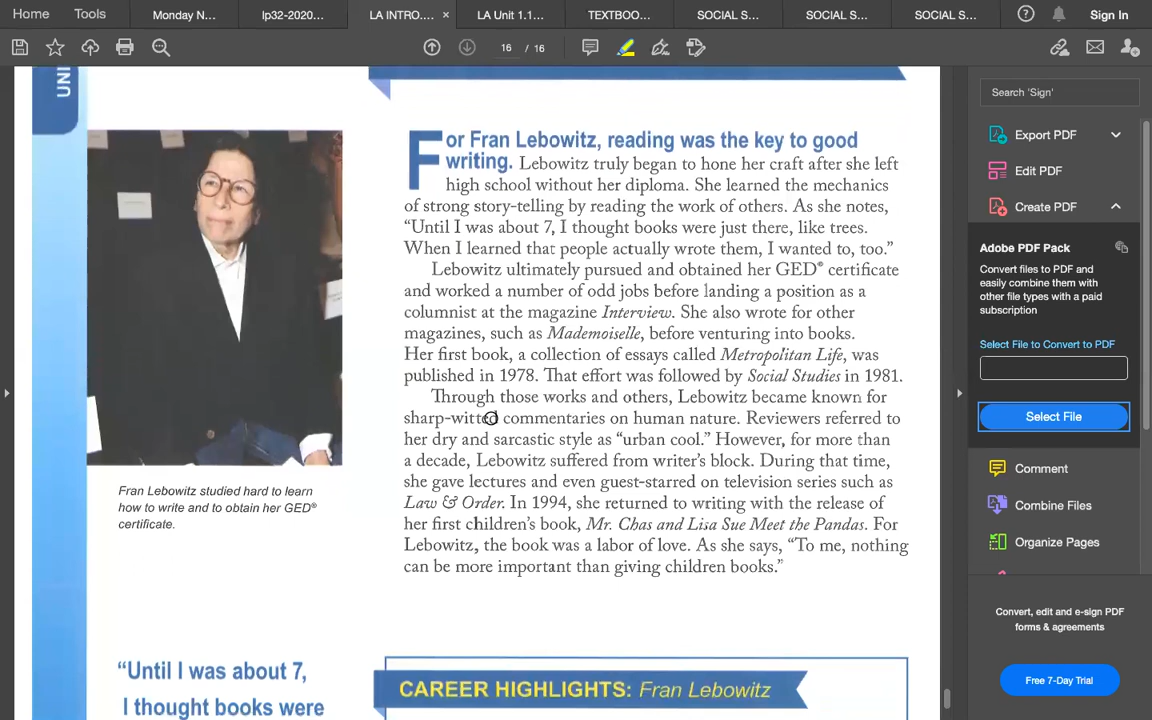 Home
Tools
Monday N...
lp32-2020...
LA INTRO....
LA Unit 1.1...
TEXTBOO...
SOCIAL S...
SOCIAL S...
SOCIAL S...
Sign In
16 / 16
Search 'Sign'
Export PDF
Edit PDF
Create PDF
Adobe PDF Pack
Convert files to PDF and
easily combine them with
other file types with a paid
subscription
Select File to Convert to PDF
Select File
Comment
Combine Files
Organize Pages
Convert, edit and e-sign PDF
forms & agreements
Free 7-Day Trial
UNI
For Fran Lebowitz, reading was the key to good
writing. Lebowitz truly began to hone her craft after she left
high school without her diploma. She learned the mechanics
of strong story-telling by reading the work of others. As she notes,
“Until I was about 7, I thought books were just there, like trees.
When I learned that people actually wrote them, I wanted to, too.”
Lebowitz ultimately pursued and obtained her GED® certificate
and worked a number of odd jobs before landing a position as a
columnist at the magazine Interview. She also wrote for other
magazines, such as Mademoiselle, before venturing into books.
Her first book, a collection of essays called Metropolitan Life, was
published in 1978. That effort was followed by Social Studies in 1981.
Through those works and others, Lebowitz became known for
sharp-witted commentaries on human nature. Reviewers referred to
her dry and sarcastic style as “urban cool.” However, for more than
a decade, Lebowitz suffered from writer’s block. During that time,
she gave lectures and even guest-starred on television series such as
Law & Order. In 1994, she returned to writing with the release of
her first children’s book, Mr. Chas and Lisa Sue Meet the Pandas. For
Lebowitz, the book was a labor of love. As she says, “To me, nothing
can be more important than giving children books.”
Fran Lebowitz studied hard to learn
how to write and to obtain her GED®
certificate.
“Until I was about 7,
I thought books were
CAREER HIGHLIGHTS: Fran Lebowitz